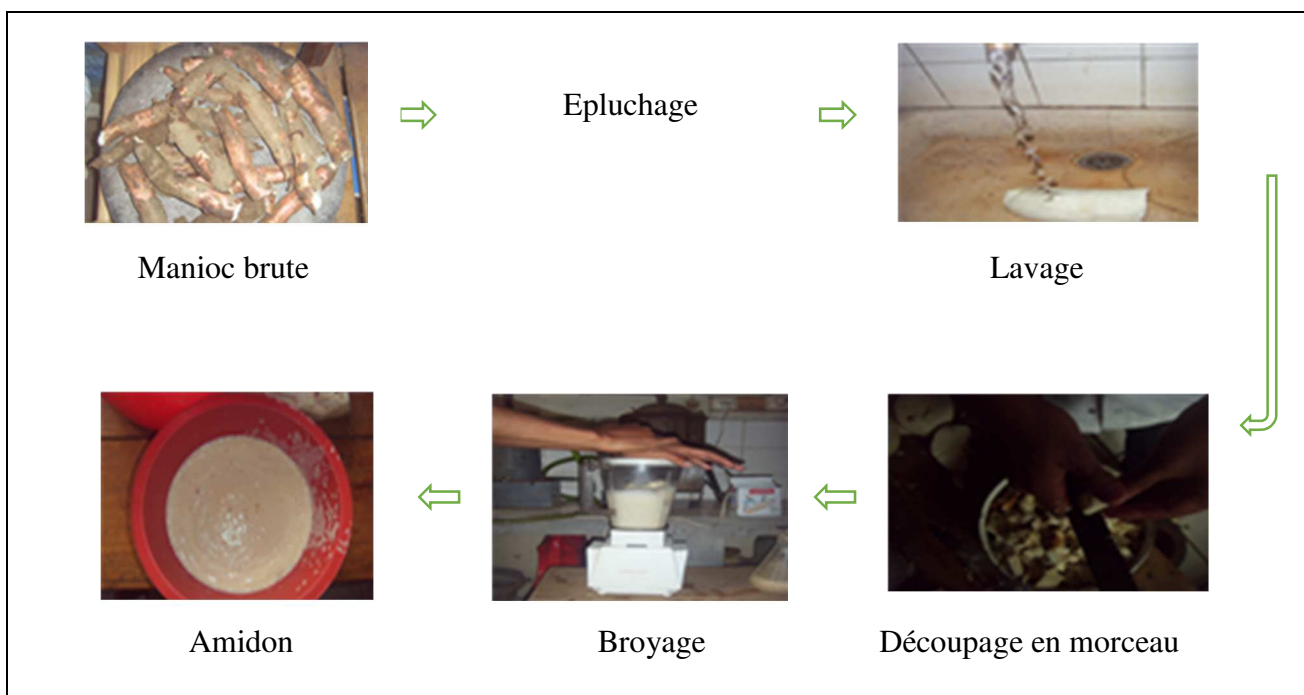 Epluchage
Manioc brute
Lavage
Amidon
Broyage
Découpage en morceau